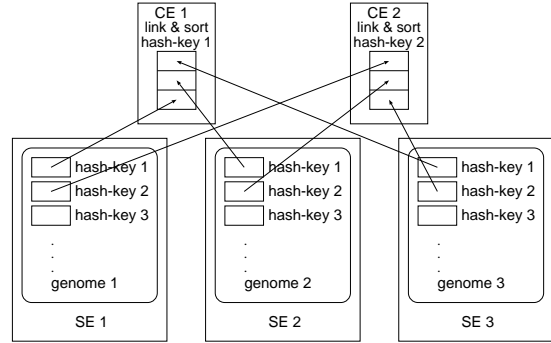 CE 1
link & sort
hash-key 1
CE 2
link & sort
hash-key 2
hash-key 1
hash-key 2
hash-key 3
.
.
.
genome 1
SE 1
hash-key 1
hash-key 2
hash-key 3
.
.
.
genome 2
SE 2
hash-key 1
hash-key 2
hash-key 3
.
.
.
genome 3
SE 3